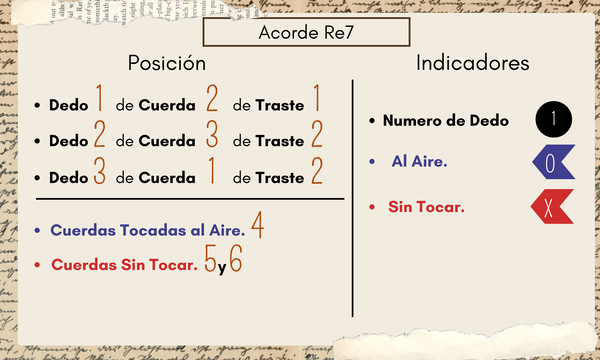 Acorde Re7
Posición
Dedo 1 de Cuerda 2 de Traste 1
Dedo 2 de Cuerda 3 de Traste 2
Dedo 3 de Cuerda 1 de Traste 2
Cuerdas Tocadas al Aire. 4
Cuerdas Sin Tocar. 5 y 6
Indicadores
Numero de Dedo 1
Al Aire. O
Sin Tocar. X